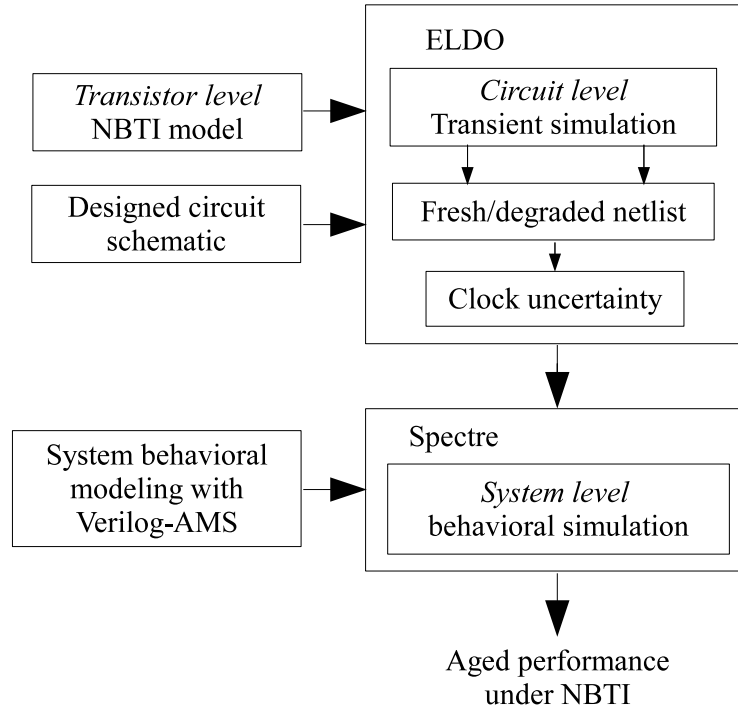 ELDO
Transistor level
NBTI model
Circuit level
Transient simulation
Designed circuit
schematic
Fresh/degraded netlist
Clock uncertainty
Spectre
System behavioral
modeling with
Verilog-AMS
System level
behavioral simulation
Aged performance
under NBTI